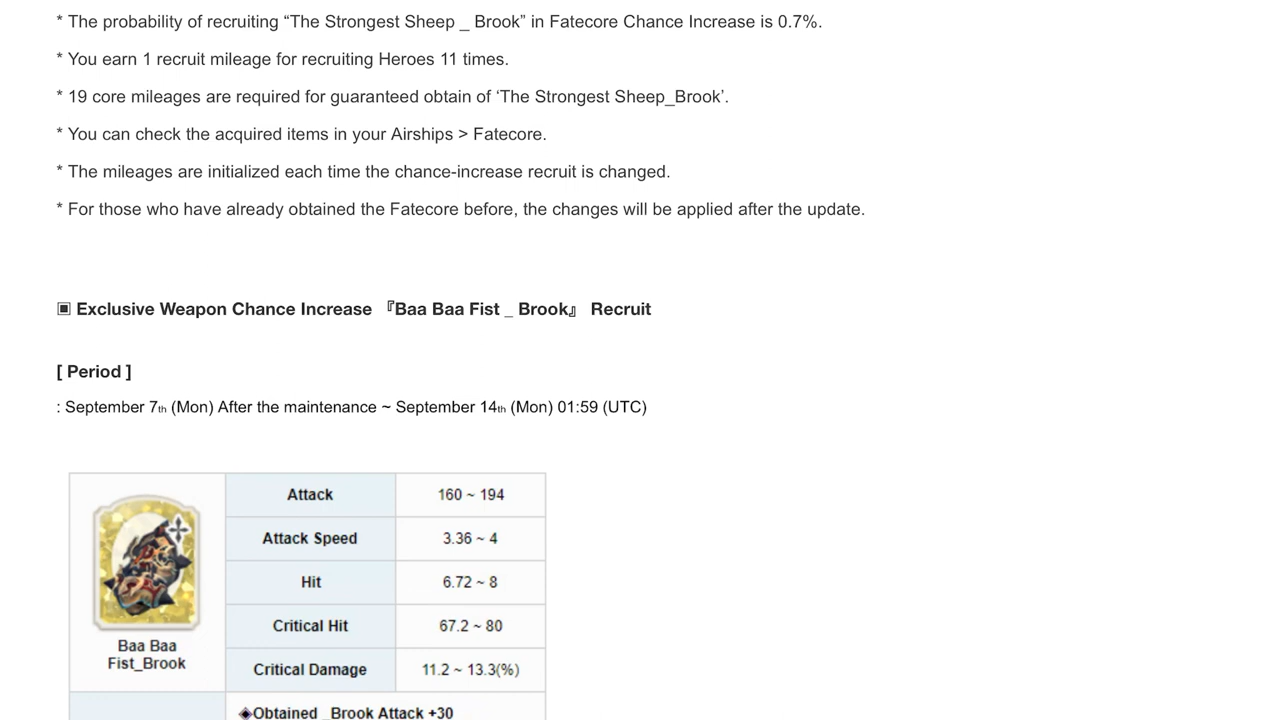 * The probability of recruiting “The Strongest Sheep _ Brook” in Fatecore Chance Increase is 0.7%.
* You earn 1 recruit mileage for recruiting Heroes 11 times.
* 19 core mileages are required for guaranteed obtain of ‘The Strongest Sheep_Brook’.
* You can check the acquired items in your Airships > Fatecore.
* The mileages are initialized each time the chance-increase recruit is changed.
* For those who have already obtained the Fatecore before, the changes will be applied after the update.
▣ Exclusive Weapon Chance Increase 『Baa Baa Fist _ Brook』 Recruit
[ Period ]
: September 7th (Mon) After the maintenance ~ September 14th (Mon) 01:59 (UTC)
Attack 160 ~ 194
Attack Speed 3.36 ~ 4
Hit 6.72 ~ 8
Critical Hit 67.2 ~ 80
Baa Baa
Fist_Brook
Critical Damage 11.2 ~ 13.3(%)
◈Obtained _Brook Attack +30